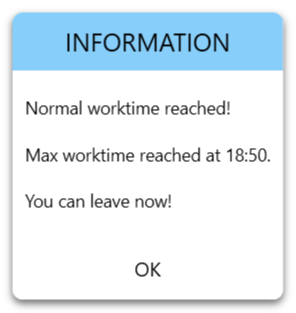 INFORMATION
Normal worktime reached!
Max worktime reached at 18:50.
You can leave now!
OK